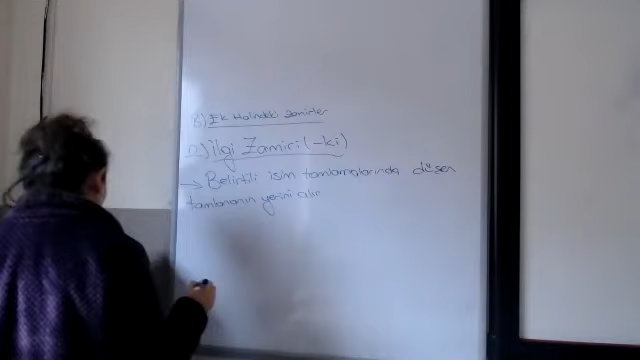 B) Ek Halindeki Zamirler
1) İlgi Zamiri (-ki)
→ Belirtili isim tamlamalarında düşen
tamlananın yerini alır